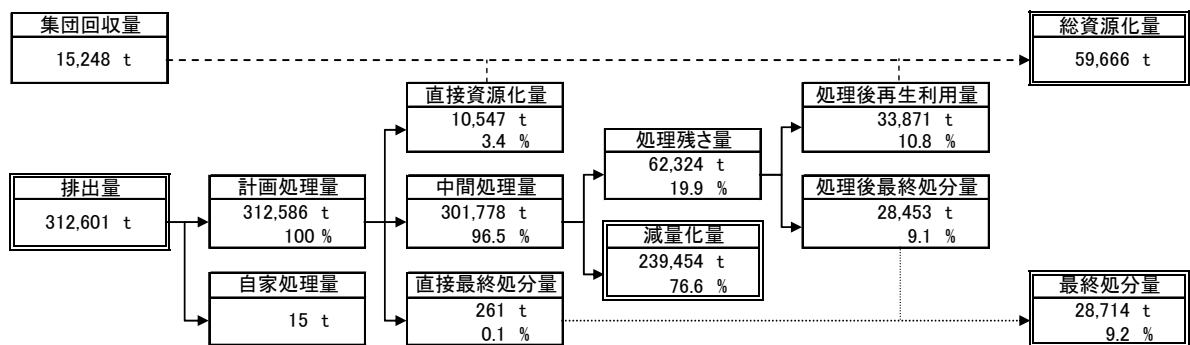 集団回収量
15,248 t
総資源化量
59,666 t
直接資源化量
10,547 t
3.4 %
処理後再生利用量
33,871 t
10.8 %
処理残さ量
62,324 t
19.9 %
排出量
312,601 t
計画処理量
312,586 t
100 %
中間処理量
301,778 t
96.5 %
処理後最終処分量
28,453 t
9.1 %
減量化量
239,454 t
76.6 %
自家処理量
15 t
直接最終処分量
261 t
0.1 %
最終処分量
28,714 t
9.2 %